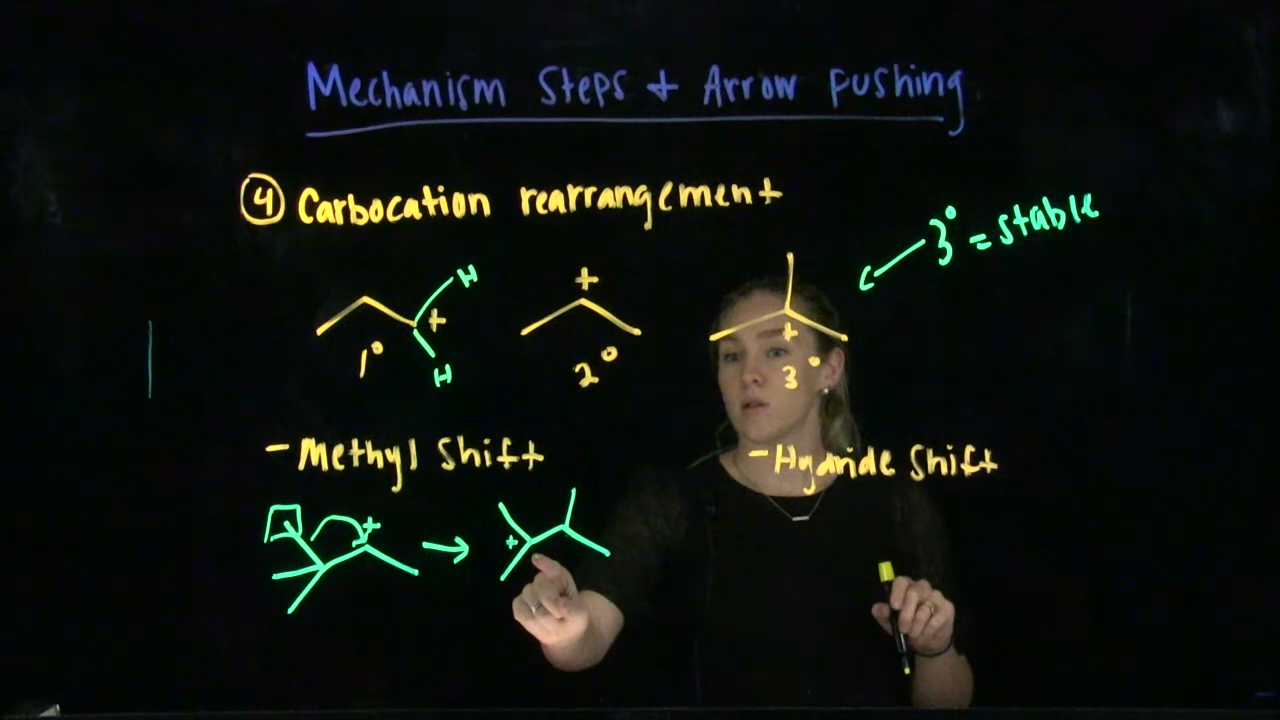 Mechanism Steps + Arrow Pushing
④ Carbocation rearrangement
C 3° = stable
H
+ + +
H
1° 2° 3°
- Methyl Shift - Hydride Shift
+ → +